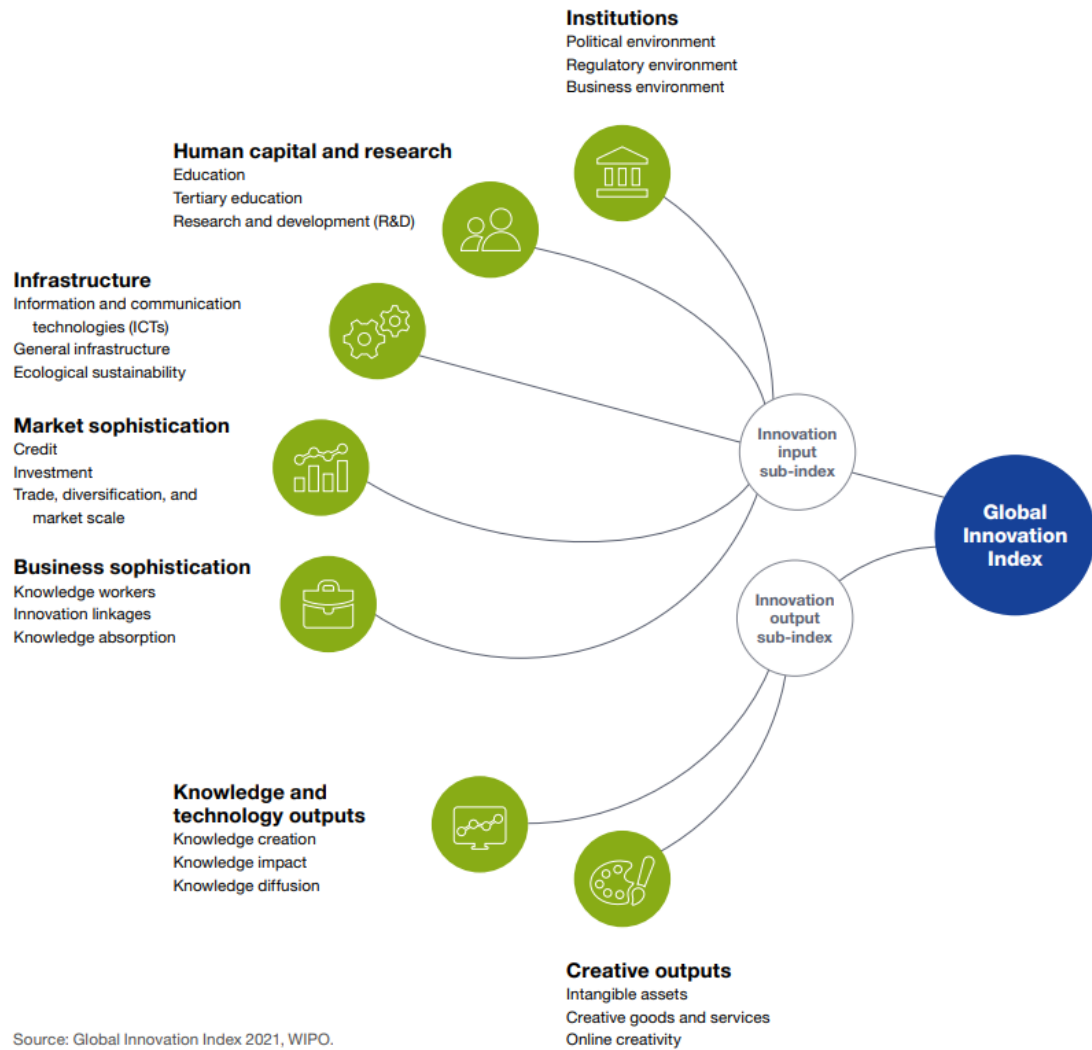 Institutions
Political environment
Regulatory environment
Business environment
Human capital and research
Education
Tertiary education
Research and development (R&D)
Infrastructure
Information and communication
technologies (ICTs)
General infrastructure
Ecological sustainability
Market sophistication
Credit
Investment
Trade, diversification, and
market scale
Business sophistication
Knowledge workers
Innovation linkages
Knowledge absorption
Innovation
input
sub-index
Global
Innovation
Index
Innovation
output
sub-index
Knowledge and
technology outputs
Knowledge creation
Knowledge impact
Knowledge diffusion
Creative outputs
Intangible assets
Creative goods and services
Online creativity
Source: Global Innovation Index 2021, WIPO.